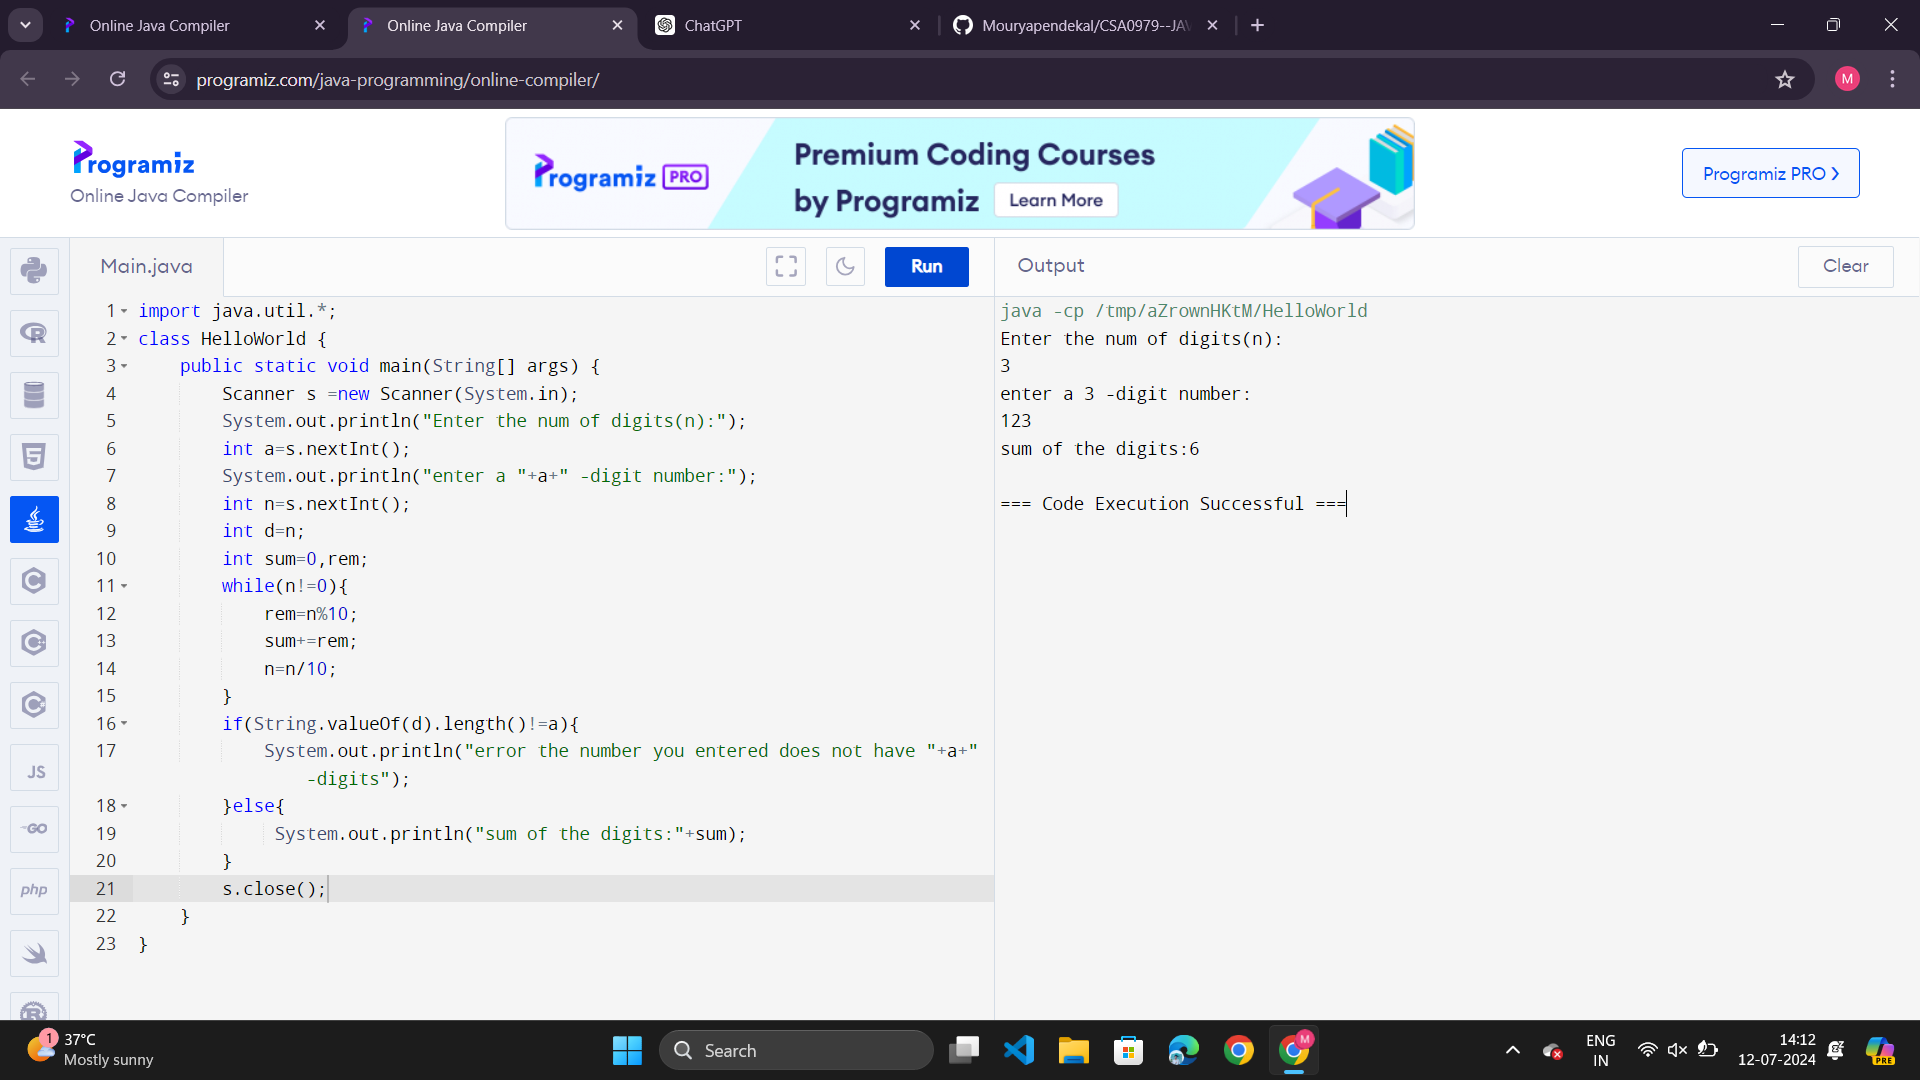 Online Java Compiler
Online Java Compiler
ChatGPT
Mouryapendekal/CSA0979--JAV
programiz.com/java-programming/online-compiler/
M
Programiz
Online Java Compiler
Programiz PRO
Premium Coding Courses
by Programiz Learn More
Programiz PRO
Main.java
Run
Output
Clear
1 import java.util.*;
2 class HelloWorld {
3 public static void main(String[] args) {
4 Scanner s =new Scanner(System.in);
5 System.out.println("Enter the num of digits(n):");
6 int a=s.nextInt();
7 System.out.println("enter a "+a+" -digit number:");
8 int n=s.nextInt();
9 int d=n;
10 int sum=0,rem;
11 while(n!=0){
12 rem=n%10;
13 sum+=rem;
14 n=n/10;
15 }
16 if(String.valueOf(d).length()!=a){
17 System.out.println("error the number you entered does not have "+a+"
-digits");
18 }else{
19 System.out.println("sum of the digits:"+sum);
20 }
21 s.close();
22 }
23 }
java -cp /tmp/aZrownHKtM/HelloWorld
Enter the num of digits(n):
3
enter a 3 -digit number:
123
sum of the digits:6
=== Code Execution Successful ===
R
5
C
C
C
JS
GO
php
R
1
37°C
Mostly sunny
Search
M
ENG
IN
14:12
12-07-2024
PRE